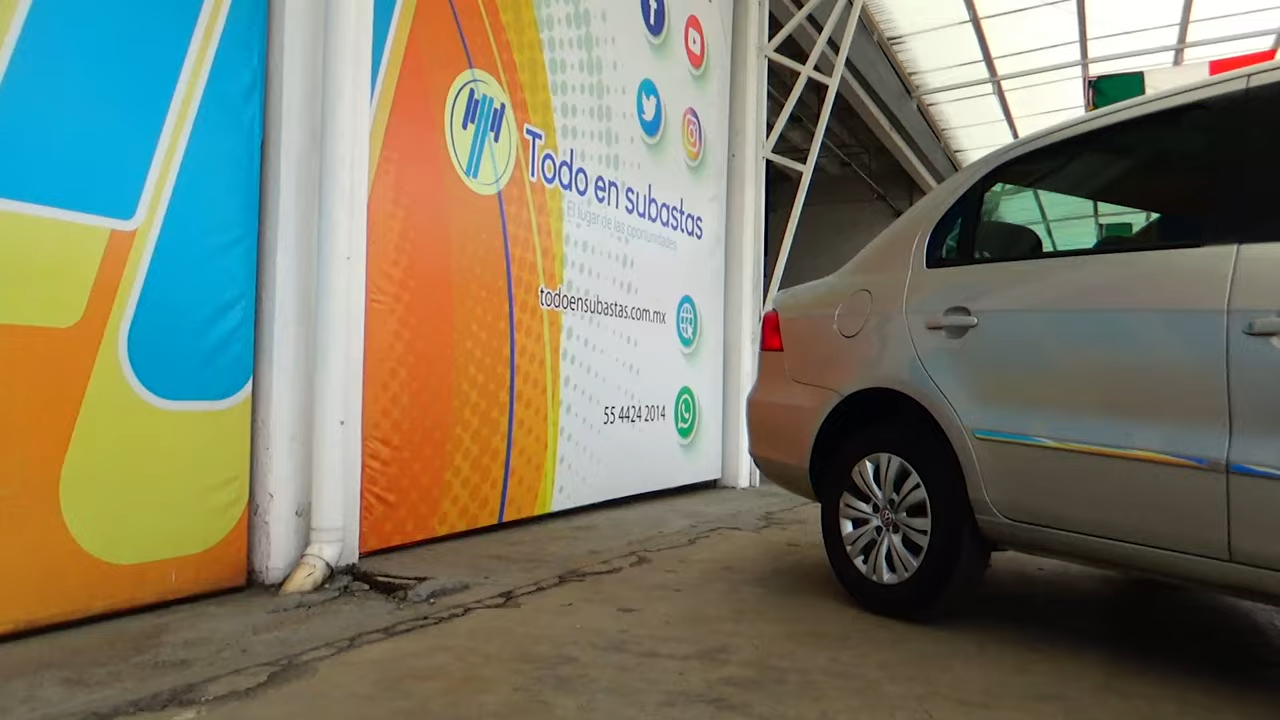 Todo en subastas
El lugar de las oportunidades
todoensubastas.com.mx
55 4424 2014